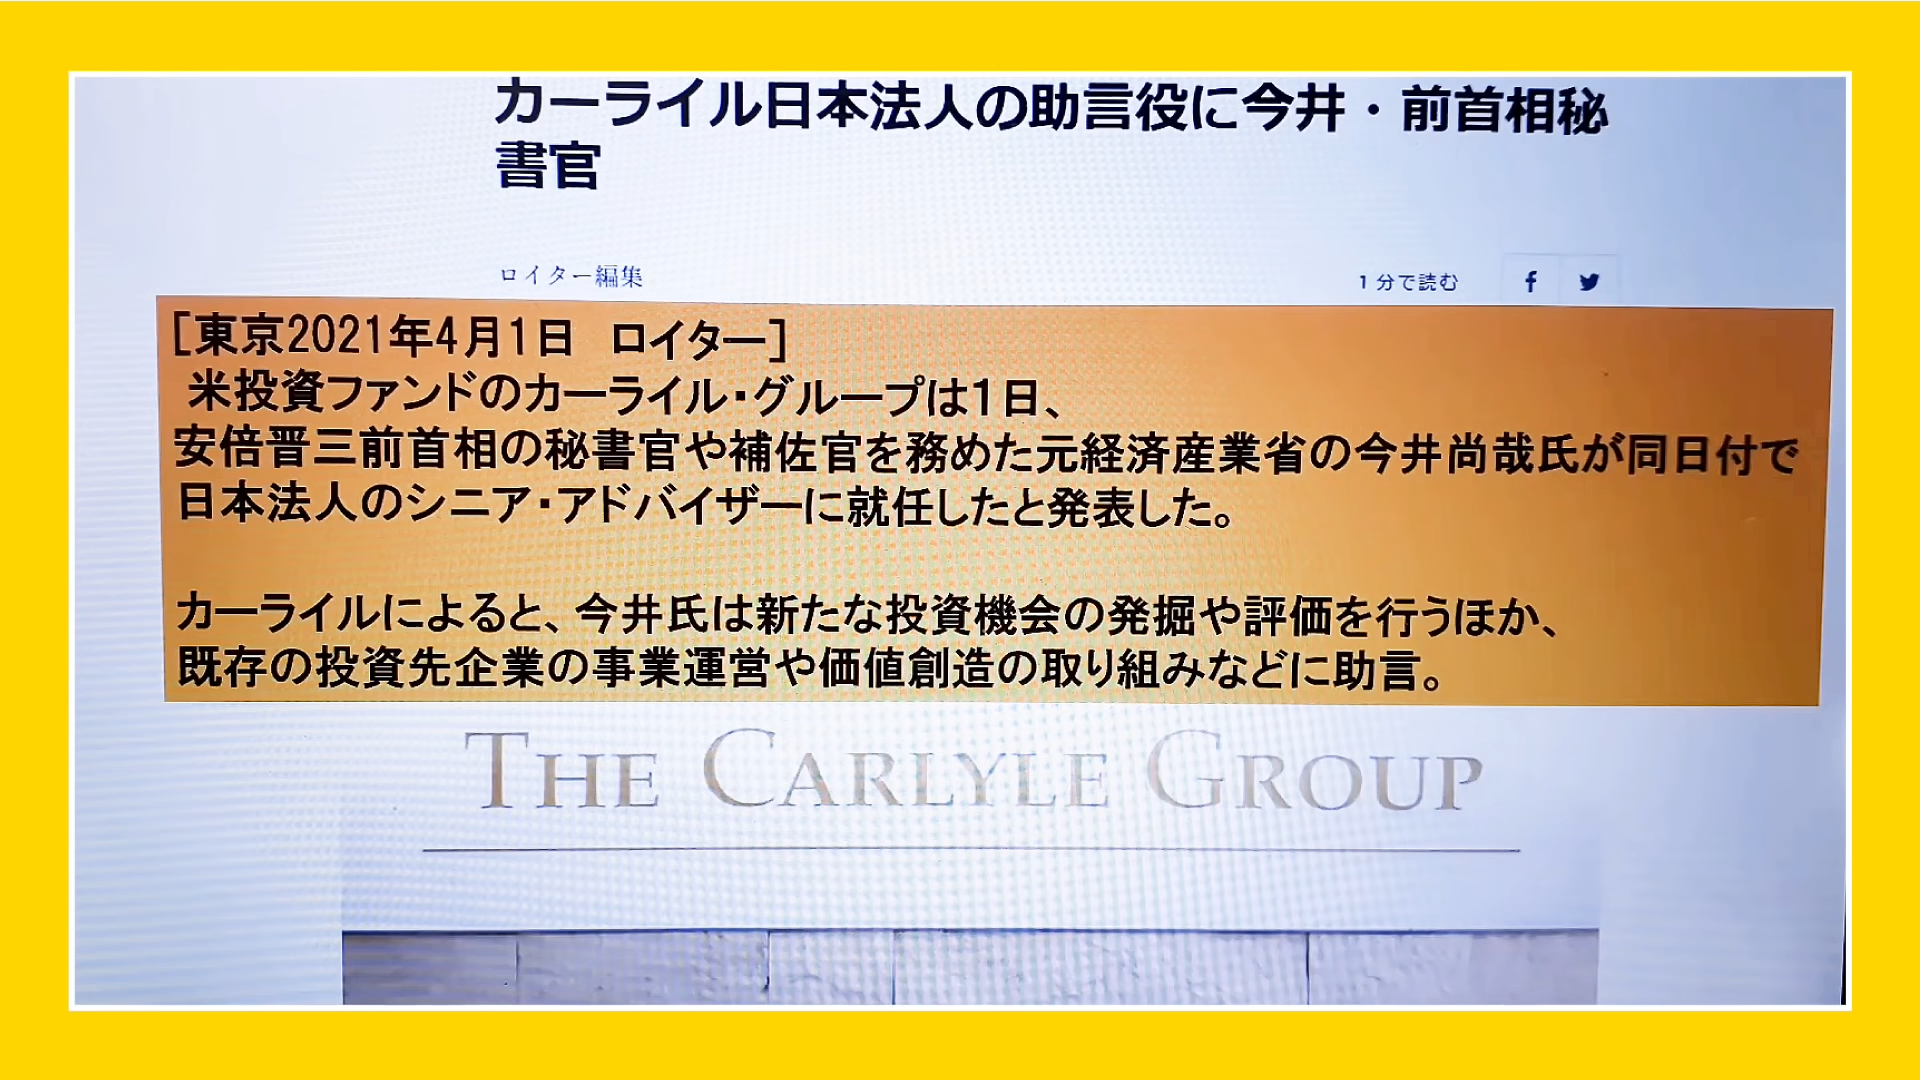 カーライル日本法人の助言役に今井・前首相秘
書官
ロイター編集
1 分で読む
[東京2021年4月1日 ロイター]
米投資ファンドのカーライル・グループは1日、
安倍晋三前首相の秘書官や補佐官を務めた元経済産業省の今井尚哉氏が同日付で
日本法人のシニア・アドバイザーに就任したと発表した。
カーライルによると、今井氏は新たな投資機会の発掘や評価を行うほか、
既存の投資先企業の事業運営や価値創造の取り組みなどに助言。
THE CARLYLE GROUP